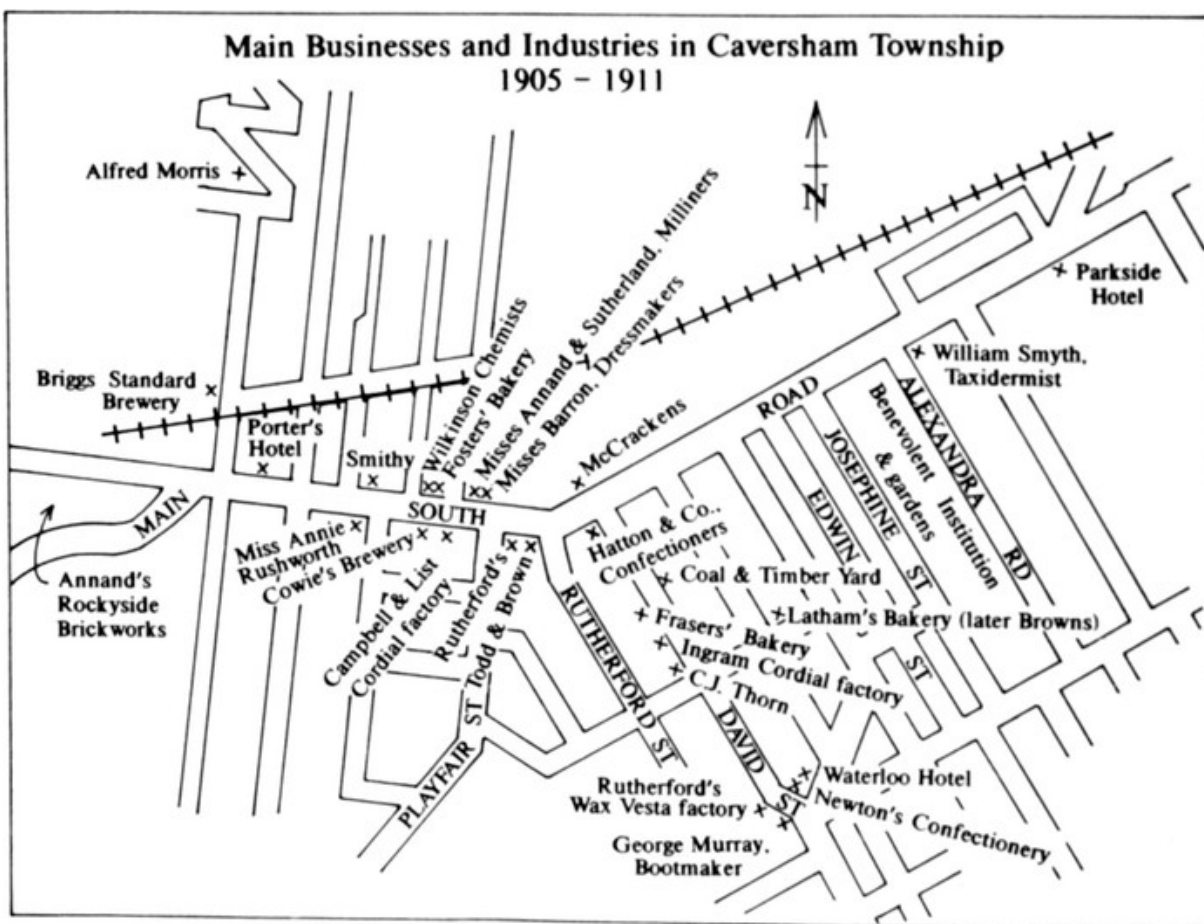 Main Businesses and Industries in Caversham Township
1905 – 1911
Alfred Morris
N
Parkside
Hotel
Wilkinson Chemists
Fosters' Bakery
Misses Annand & Sutherland, Milliners
Misses Barron, Dressmakers
McCrackens
William Smyth,
Taxidermist
Briggs Standard
Brewery
Porter's
Hotel
Smithy
MAIN
SOUTH
ROAD
ALEXANDRA
RD
Benevolent Institution
& gardens
JOSEPHINE
ST
EDWIN
ST
Annand's
Rockyside
Brickworks
Miss Annie
Rushworth
Cowie's Brewery
Campbell & List
Cordial factory
Rutherford's
Todd & Brown
Hatton & Co.,
Confectioners
Coal & Timber Yard
Latham's Bakery (later Browns)
Frasers' Bakery
Ingram Cordial factory
C.J. Thorn
RUTHERFORD ST
PLAYFAIR
ST
DAVID
ST
Waterloo Hotel
Newton's Confectionery
Rutherford's
Wax Vesta factory
George Murray,
Bootmaker